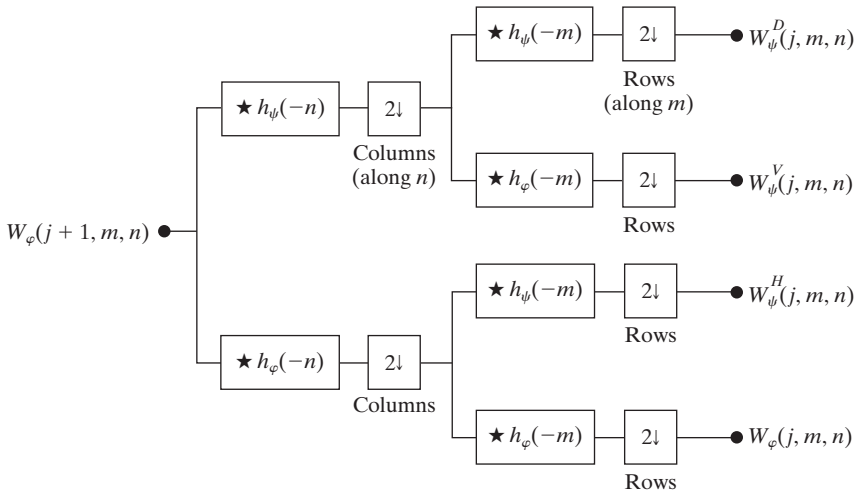 ★ h_ψ(−m)
2↓
W_ψ^D(j, m, n)
Rows
(along m)
★ h_ψ(−n)
2↓
Columns
(along n)
★ h_φ(−m)
2↓
W_ψ^V(j, m, n)
Rows
W_φ(j + 1, m, n)
★ h_ψ(−m)
2↓
W_ψ^H(j, m, n)
Rows
★ h_φ(−n)
2↓
Columns
★ h_φ(−m)
2↓
W_φ(j, m, n)
Rows